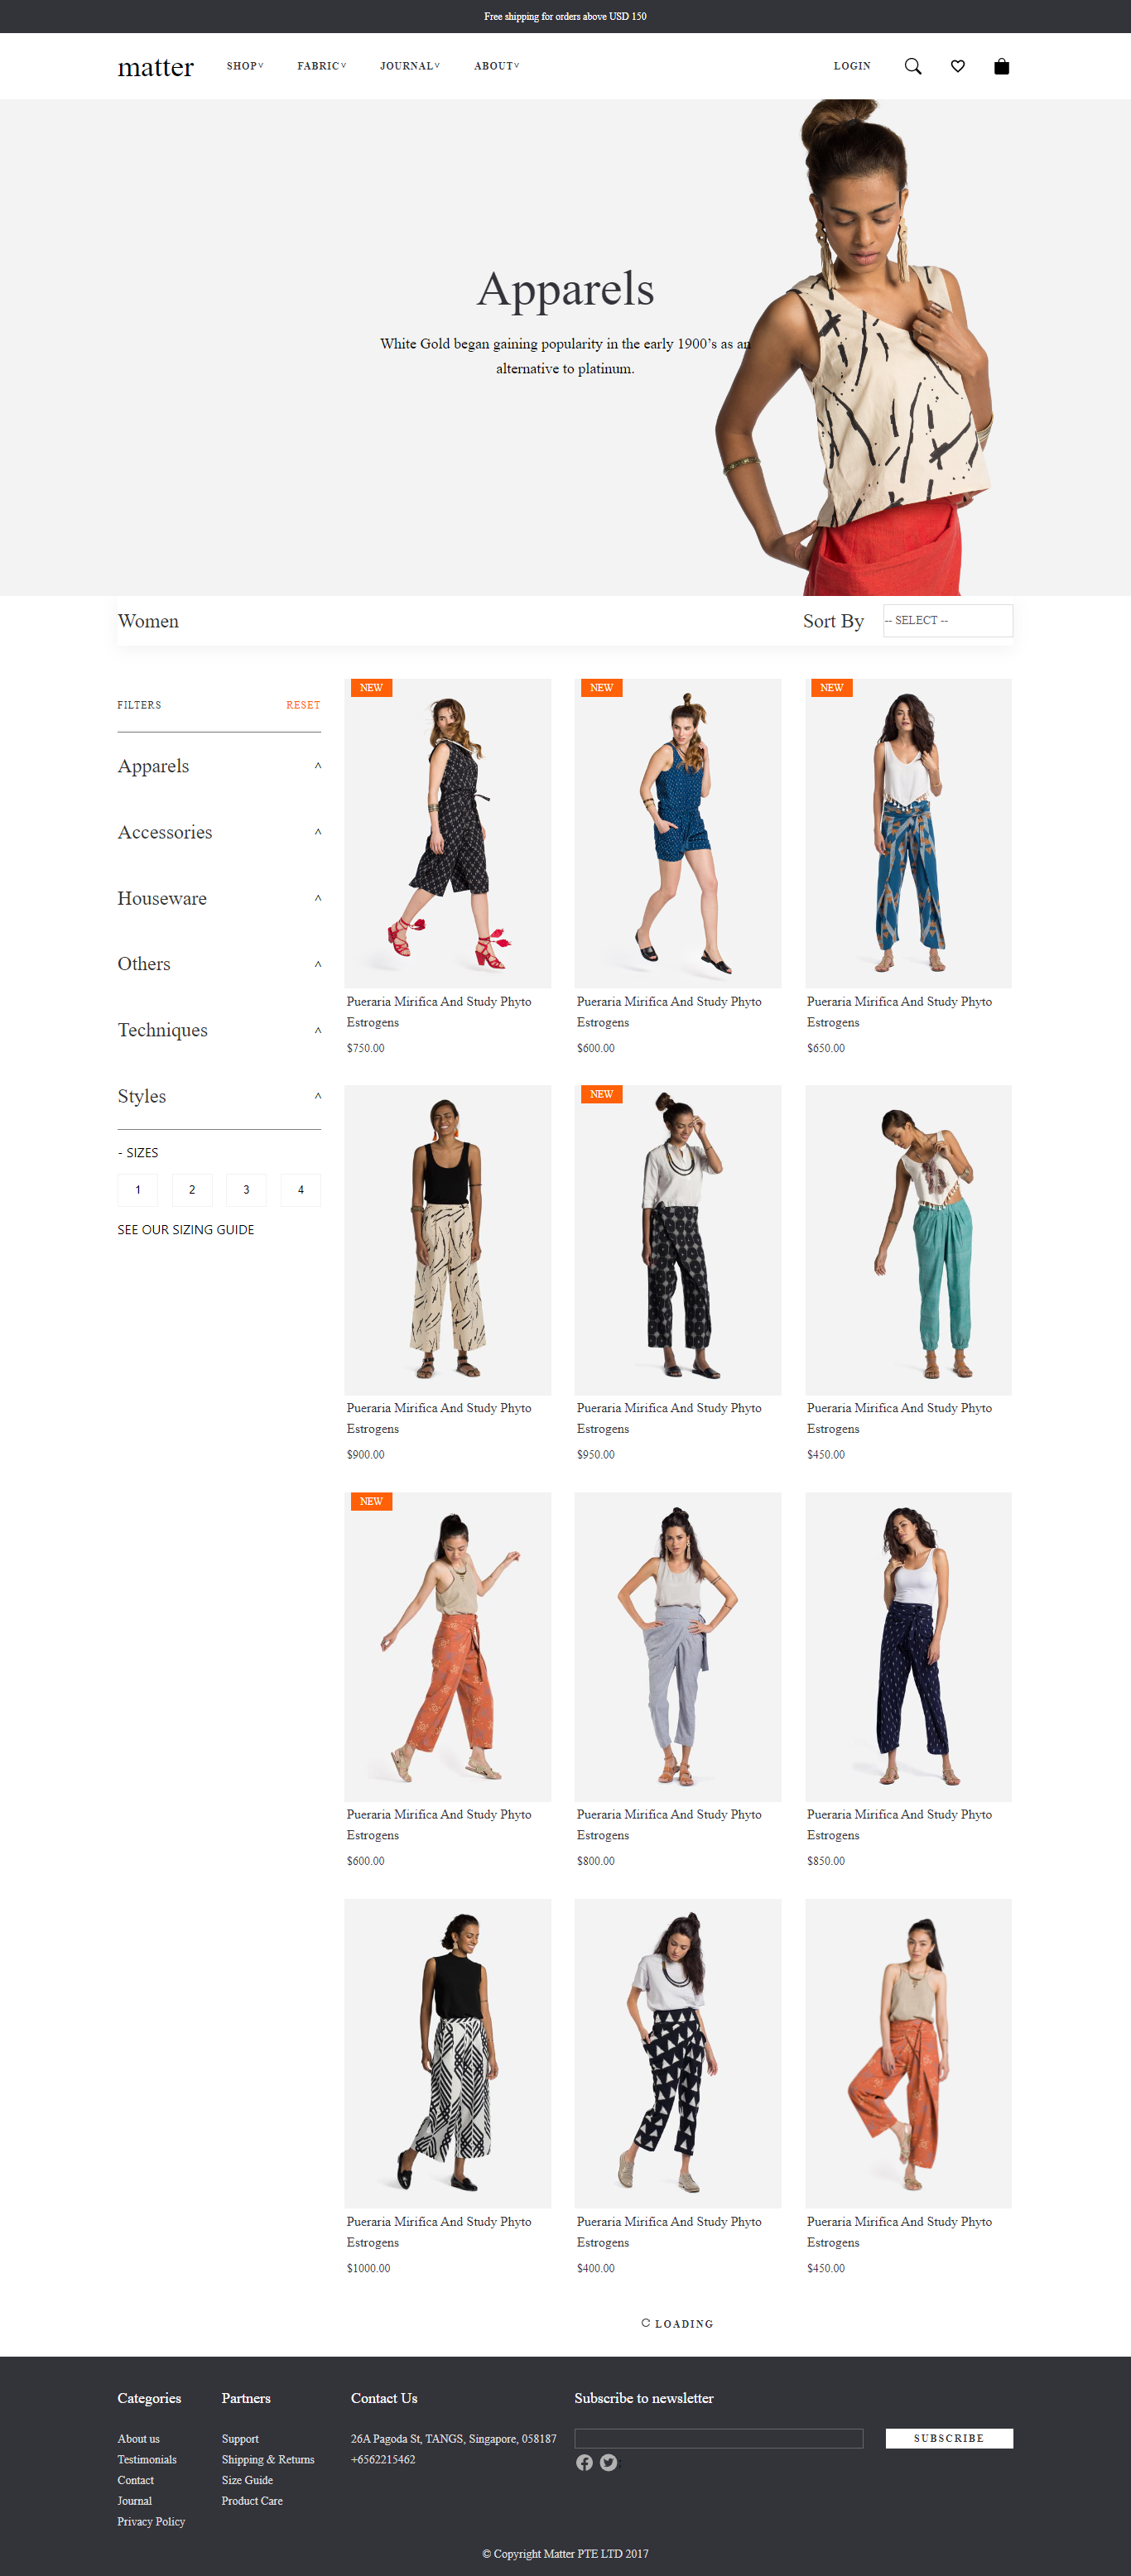 Free shipping for orders above USD 150
matter SHOP FABRIC JOURNAL ABOUT LOGIN
Apparels
White Gold began gaining popularity in the early 1900’s as an
alternative to platinum.
Women Sort By -- SELECT --
FILTERS RESET
Apparels
Accessories
Houseware
Others
Techniques
Styles
- SIZES
1 2 3 4
SEE OUR SIZING GUIDE
NEW NEW NEW
Pueraria Mirifica And Study Phyto Pueraria Mirifica And Study Phyto Pueraria Mirifica And Study Phyto
Estrogens Estrogens Estrogens
$750.00 $600.00 $650.00
NEW
Pueraria Mirifica And Study Phyto Pueraria Mirifica And Study Phyto Pueraria Mirifica And Study Phyto
Estrogens Estrogens Estrogens
$900.00 $950.00 $450.00
NEW
Pueraria Mirifica And Study Phyto Pueraria Mirifica And Study Phyto Pueraria Mirifica And Study Phyto
Estrogens Estrogens Estrogens
$600.00 $800.00 $850.00
Pueraria Mirifica And Study Phyto Pueraria Mirifica And Study Phyto Pueraria Mirifica And Study Phyto
Estrogens Estrogens Estrogens
$1000.00 $400.00 $450.00
LOADING
Categories Partners Contact Us Subscribe to newsletter
About us Support 26A Pagoda St, TANGS, Singapore, 058187 SUBSCRIBE
Testimonials Shipping & Returns +6562215462
Contact Size Guide
Journal Product Care
Privacy Policy
© Copyright Matter PTE LTD 2017